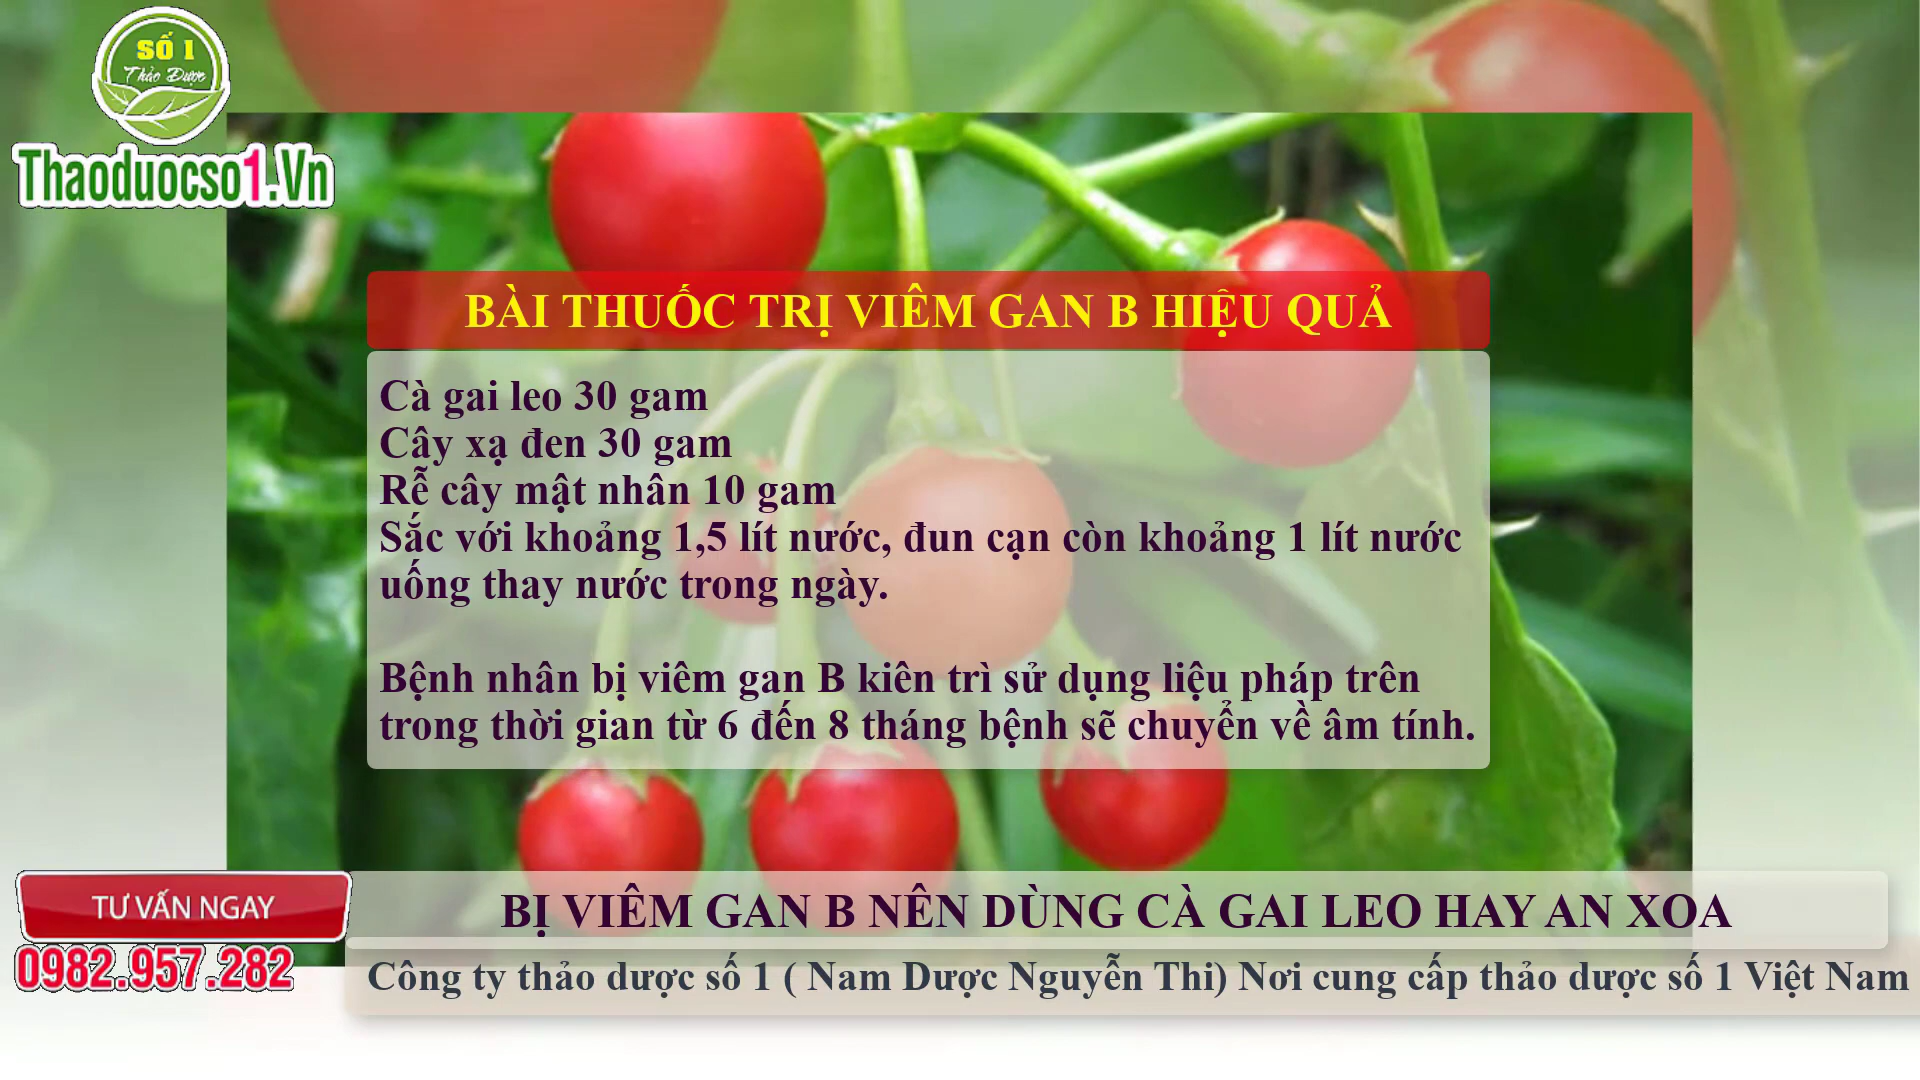 SỐ 1
Thảo Dược
Thaoduocso1.Vn
BÀI THUỐC TRỊ VIÊM GAN B HIỆU QUẢ
Cà gai leo 30 gam
Cây xạ đen 30 gam
Rễ cây mật nhân 10 gam
Sắc với khoảng 1,5 lít nước, đun cạn còn khoảng 1 lít nước
uống thay nước trong ngày.
Bệnh nhân bị viêm gan B kiên trì sử dụng liệu pháp trên
trong thời gian từ 6 đến 8 tháng bệnh sẽ chuyển về âm tính.
TƯ VẤN NGAY
BỊ VIÊM GAN B NÊN DÙNG CÀ GAI LEO HAY AN XOA
0982.957.282
Công ty thảo dược số 1 ( Nam Dược Nguyễn Thi) Nơi cung cấp thảo dược số 1 Việt Nam